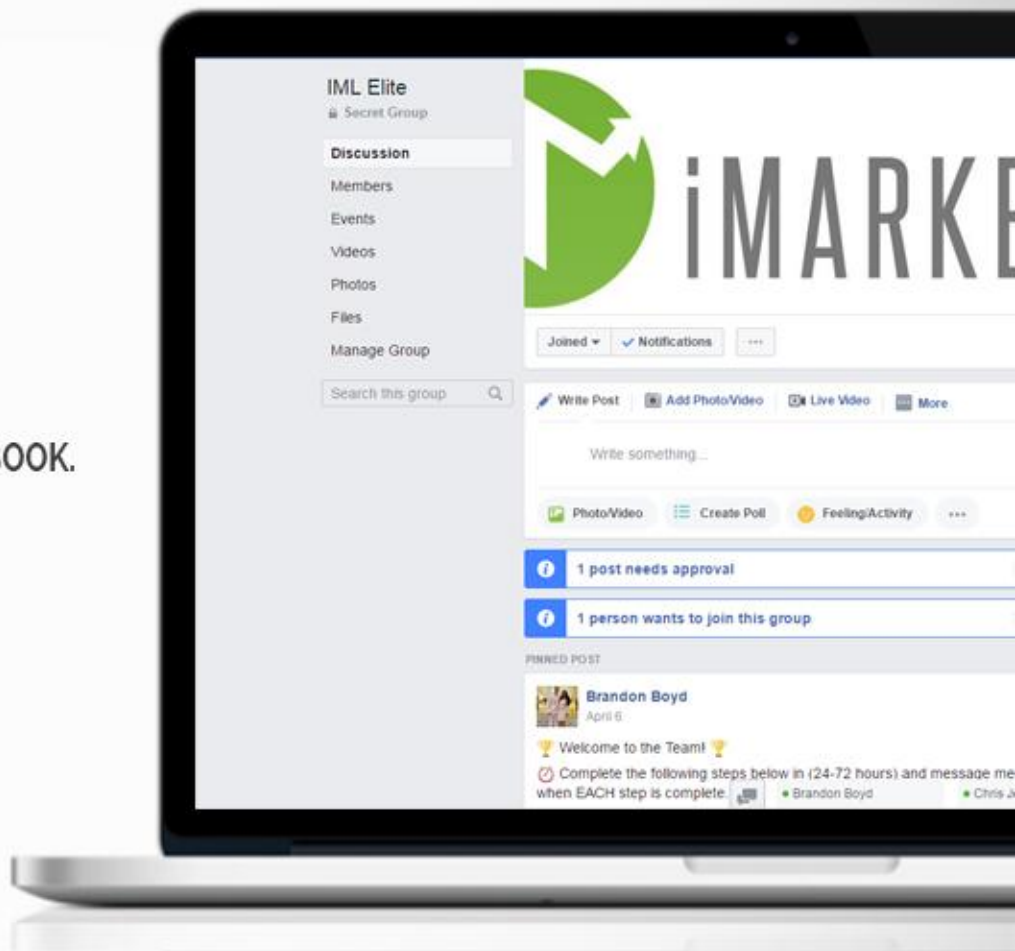 IML Elite
Secret Group
Discussion
Members
Events
Videos
Photos
Files
Manage Group
Search this group
OOK.
iMARKE
Joined
Notifications
Write Post
Add Photo/Video
Live Video
More
Write something...
Photo/Video
Create Poll
Feeling/Activity
1 post needs approval
1 person wants to join this group
PINNED POST
Brandon Boyd
April 6
🏆 Welcome to the Team! 🏆
Complete the following steps below in (24-72 hours) and message me
when EACH step is complete.
Brandon Boyd
Chris